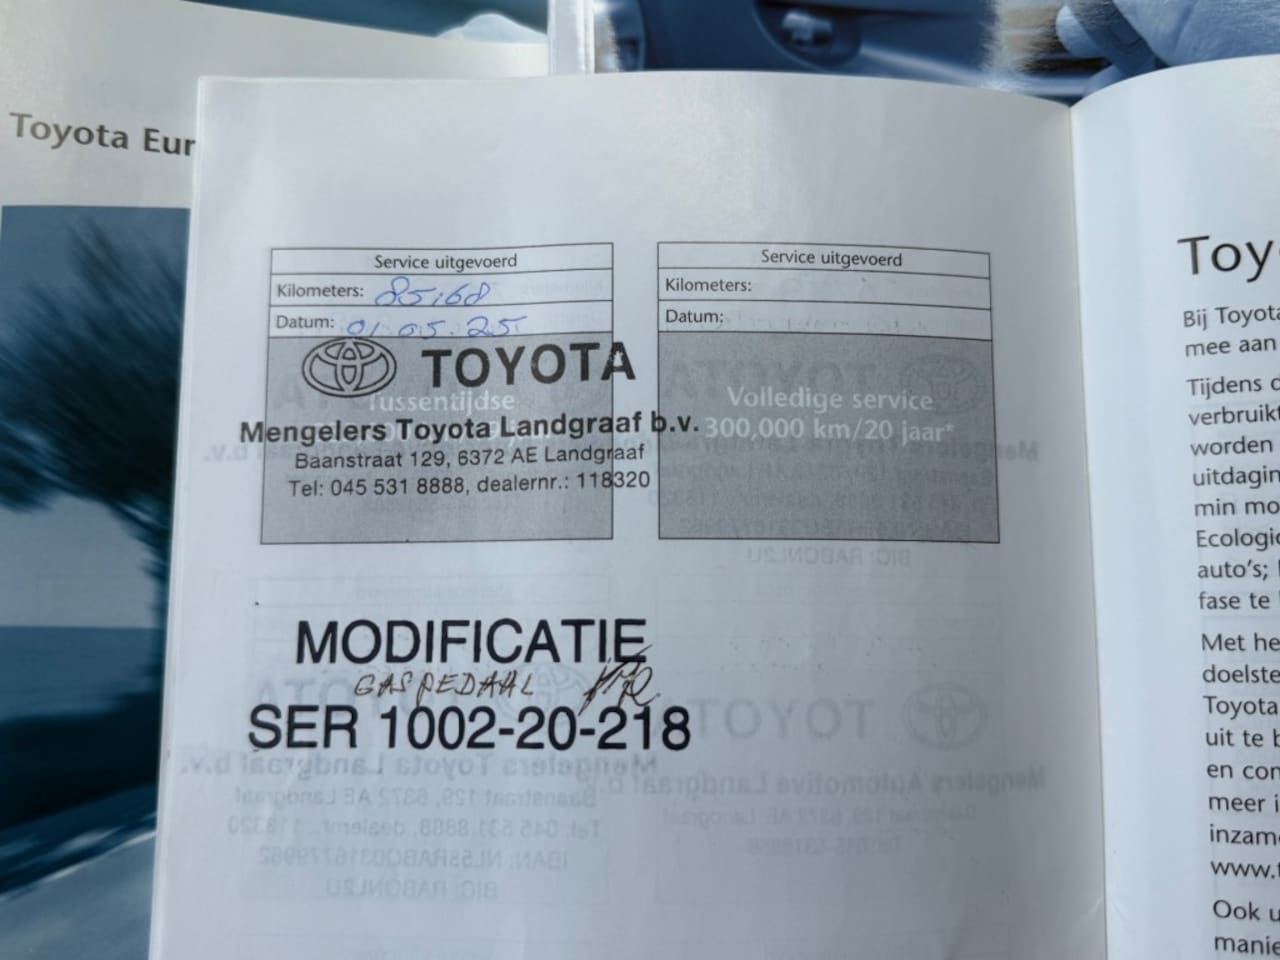 Toyota Eur
Service uitgevoerd
Kilometers: 85168
Datum: 01.05.25
TOYOTA
Tussentijdse
Mengelers Toyota Landgraaf b.v.
Baanstraat 129, 6372 AE Landgraaf
Tel: 045 531 8888, dealernr.: 118320
Service uitgevoerd
Kilometers:
Datum:
Volledige service
300,000 km/20 jaar*
MODIFICATIE
GASPEDAAL
SER 1002-20-218
Toy
Bij Toyota
mee aan
Tijdens d
verbruikt
worden
uitdagin
min mo
Ecologi
auto's;
fase te
Met he
doelste
Toyota
uit te b
en con
meer i
inzam
www.t
Ook u
manie